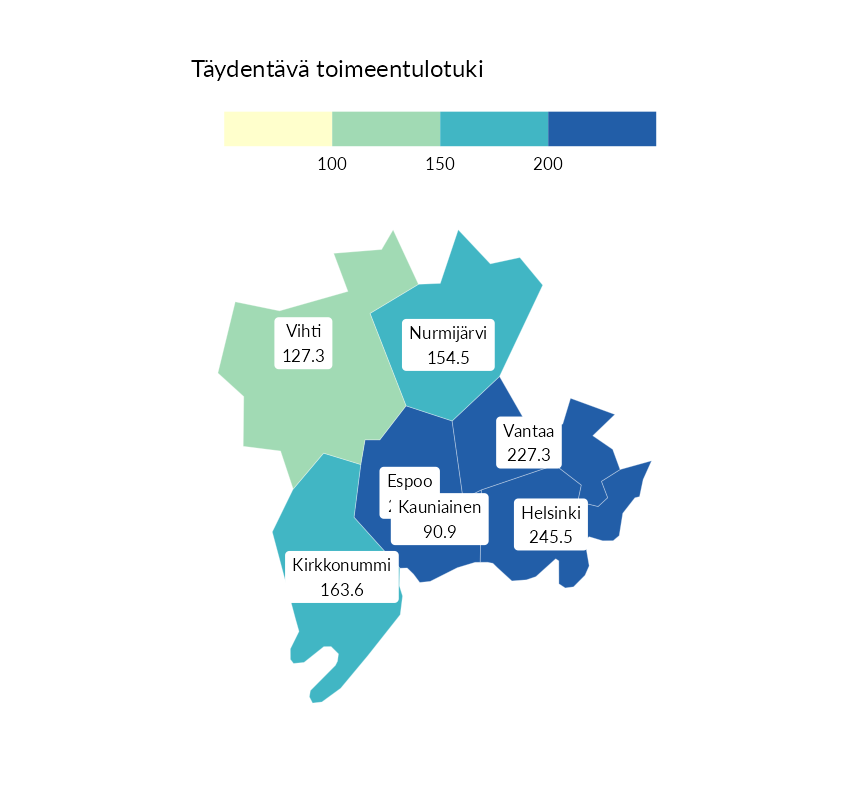 Täydentävä toimeentulotuki
100 150 200
Vihti
127.3
Nurmijärvi
154.5
Vantaa
227.3
Espoo
Kauniainen
90.9
Helsinki
245.5
Kirkkonummi
163.6